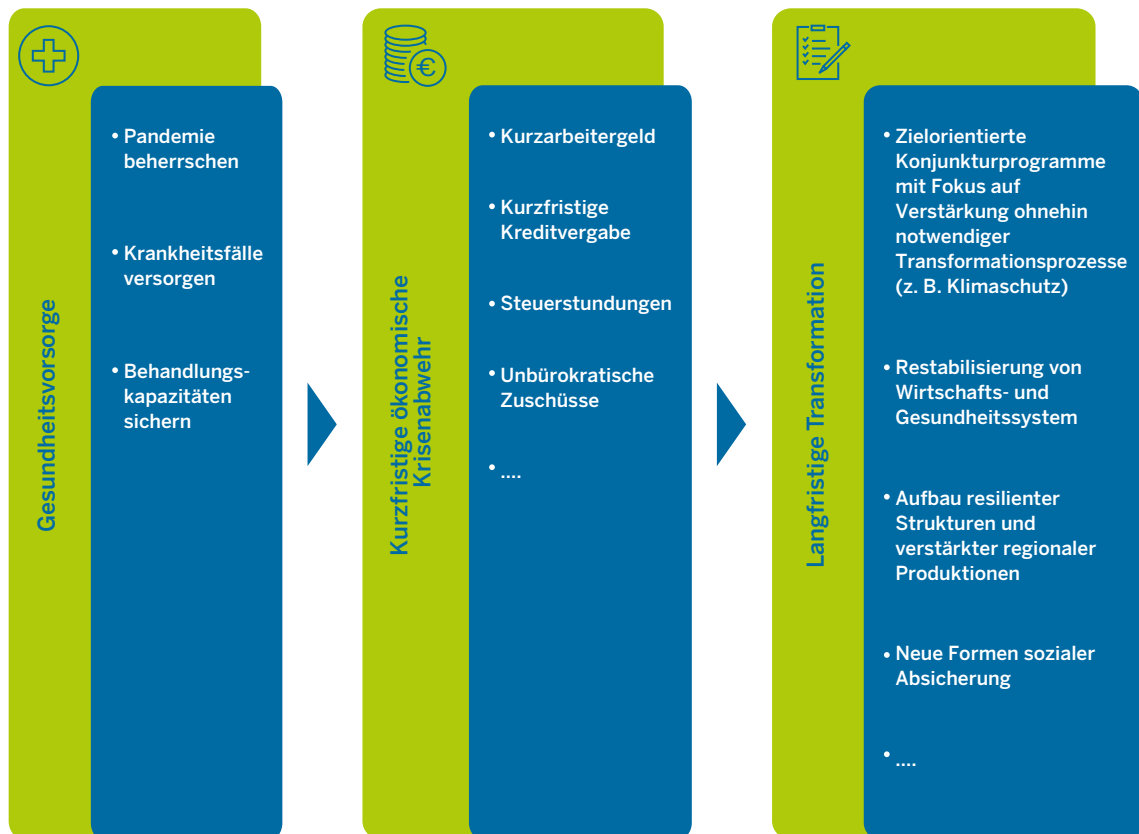 Gesundheitsvorsorge
• Pandemie
beherrschen
• Krankheitsfälle
versorgen
• Behandlungs-
kapazitäten
sichern
Kurzfristige ökonomische
Krisenabwehr
• Kurzarbeitergeld
• Kurzfristige
Kreditvergabe
• Steuerstundungen
• Unbürokratische
Zuschüsse
• ....
Langfristige Transformation
• Zielorientierte
Konjunkturprogramme
mit Fokus auf
Verstärkung ohnehin
notwendiger
Transformationsprozesse
(z. B. Klimaschutz)
• Restabilisierung von
Wirtschafts- und
Gesundheitssystem
• Aufbau resilienter
Strukturen und
verstärkter regionaler
Produktionen
• Neue Formen sozialer
Absicherung
• ....